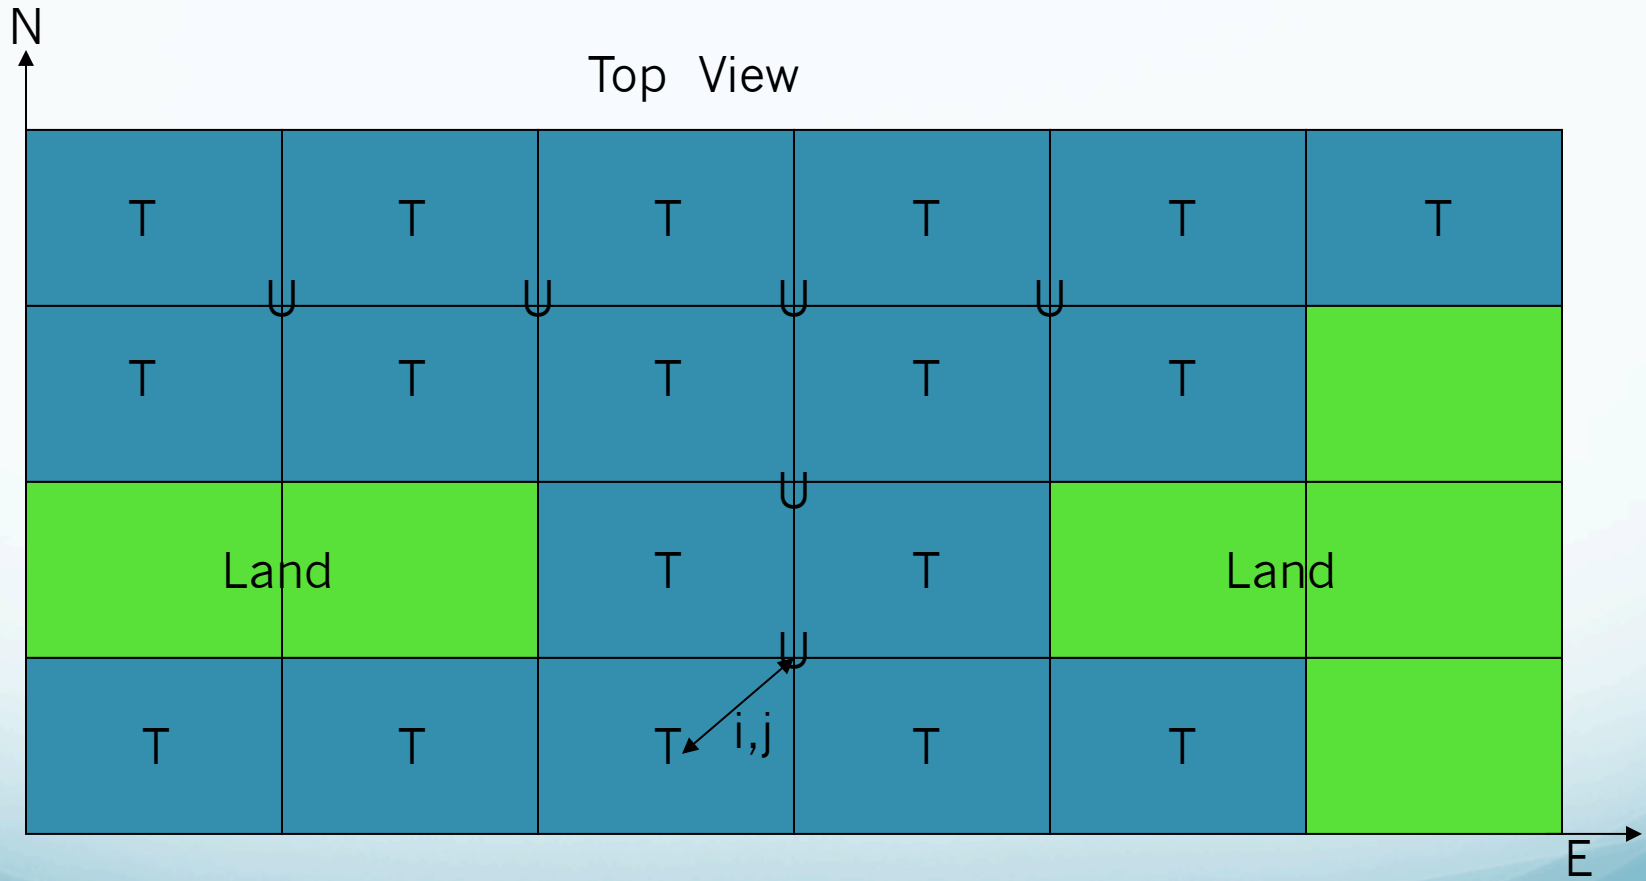 N
Top View
T T T T T T
U U U U
T T T T T
U
Land T T Land
U
T T T i,j T T
E